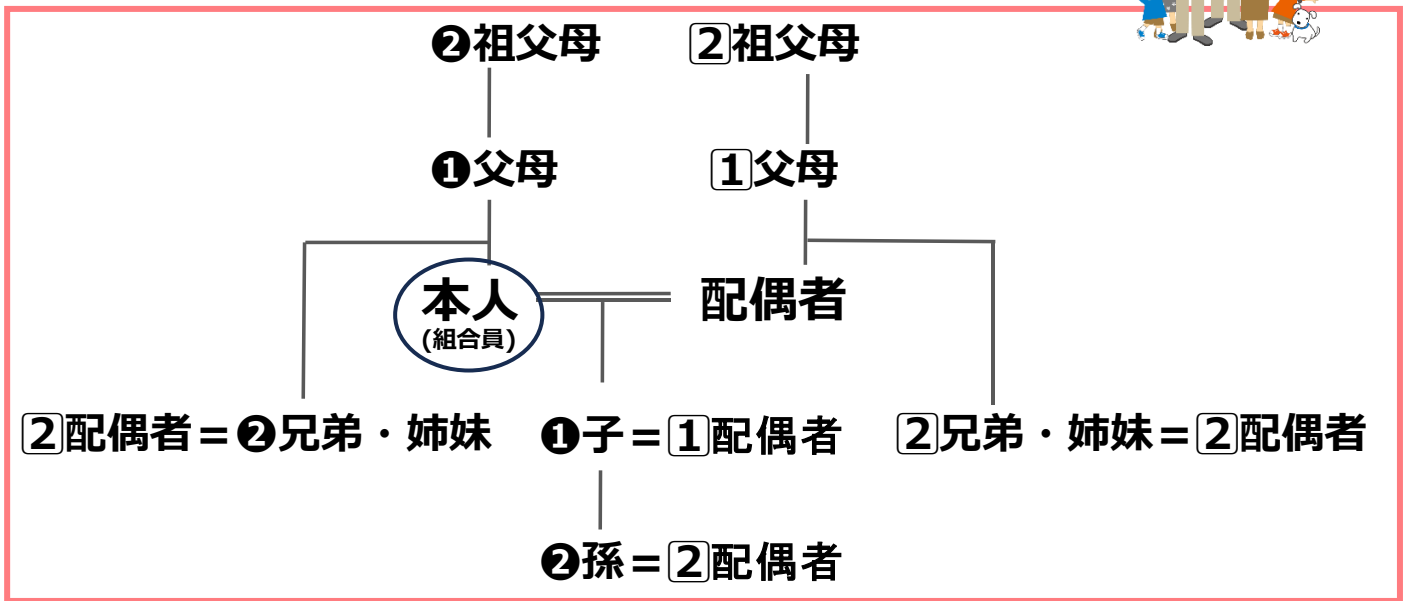 ❷祖父母 2祖父母
❶父母 1父母
本人 配偶者
(組合員)
2配偶者=❷兄弟・姉妹 ❶子=1配偶者 2兄弟・姉妹=2配偶者
❷孫=2配偶者